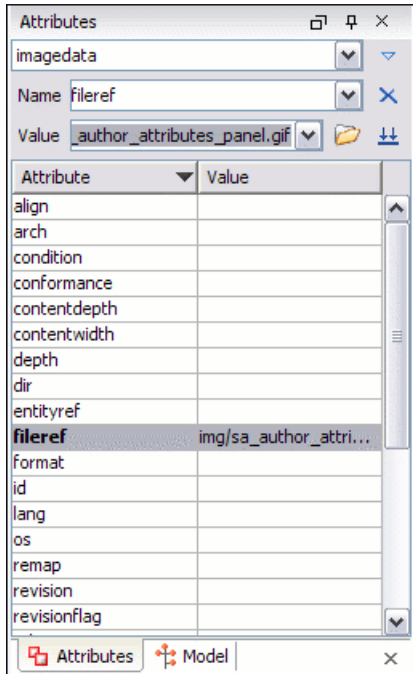 Attributes
imagedata
Name fileref
Value _author_attributes_panel.gif
Attribute Value
align
arch
condition
conformance
contentdepth
contentwidth
depth
dir
entityref
fileref img/sa_author_attri...
format
id
lang
os
remap
revision
revisionflag
Attributes Model